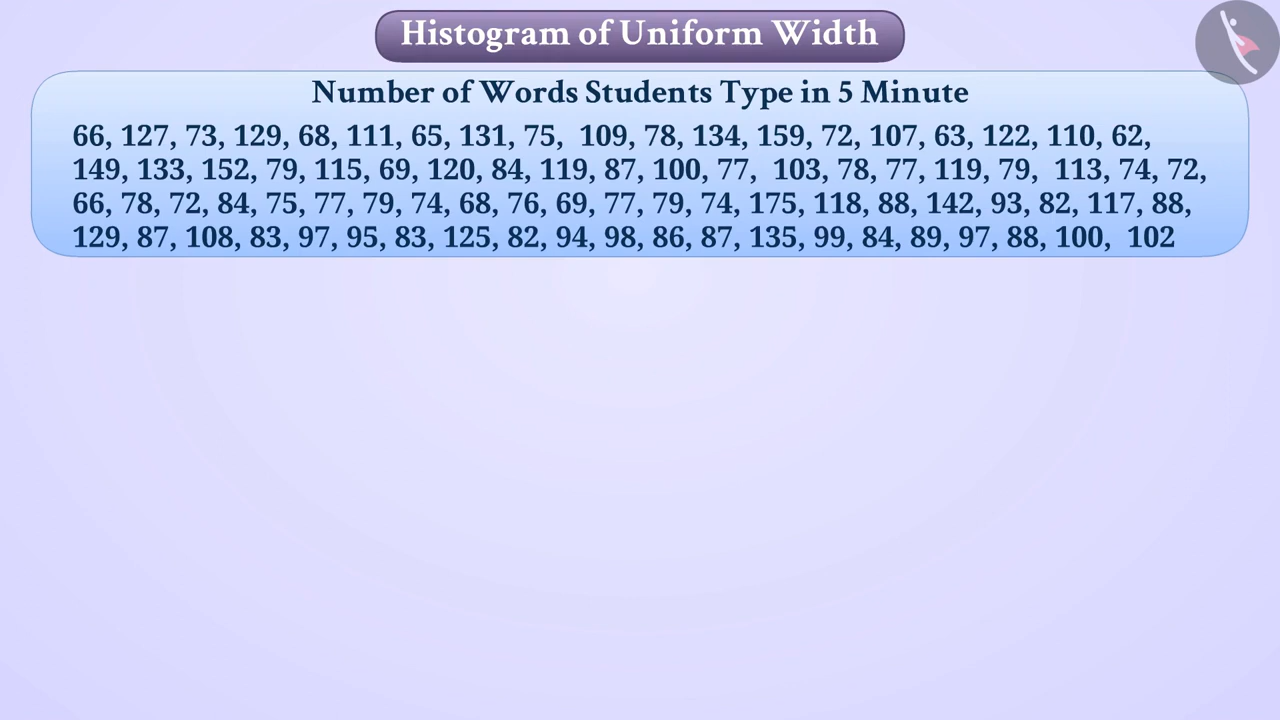 Histogram of Uniform Width
Number of Words Students Type in 5 Minute
66, 127, 73, 129, 68, 111, 65, 131, 75, 109, 78, 134, 159, 72, 107, 63, 122, 110, 62,
149, 133, 152, 79, 115, 69, 120, 84, 119, 87, 100, 77, 103, 78, 77, 119, 79, 113, 74, 72,
66, 78, 72, 84, 75, 77, 79, 74, 68, 76, 69, 77, 79, 74, 175, 118, 88, 142, 93, 82, 117, 88,
129, 87, 108, 83, 97, 95, 83, 125, 82, 94, 98, 86, 87, 135, 99, 84, 89, 97, 88, 100, 102